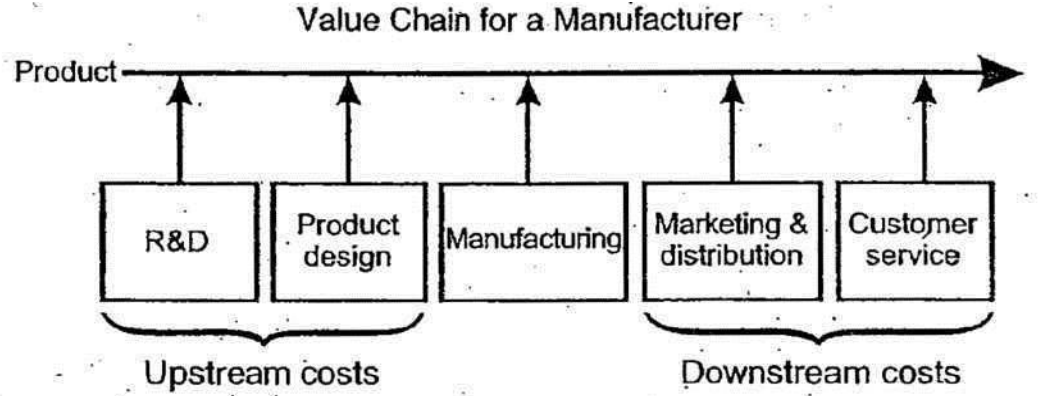 Value Chain for a Manufacturer
Product
R&D
Product
design
Manufacturing
Marketing &
distribution
Customer
service
Upstream costs
Downstream costs